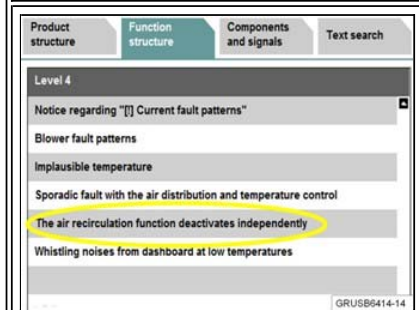 Product structure
Function structure
Components and signals
Text search
Level 4
Notice regarding "[!] Current fault patterns"
Blower fault patterns
Implausible temperature
Sporadic fault with the air distribution and temperature control
The air recirculation function deactivates independently
Whistling noises from dashboard at low temperatures
GRUSB6414-14